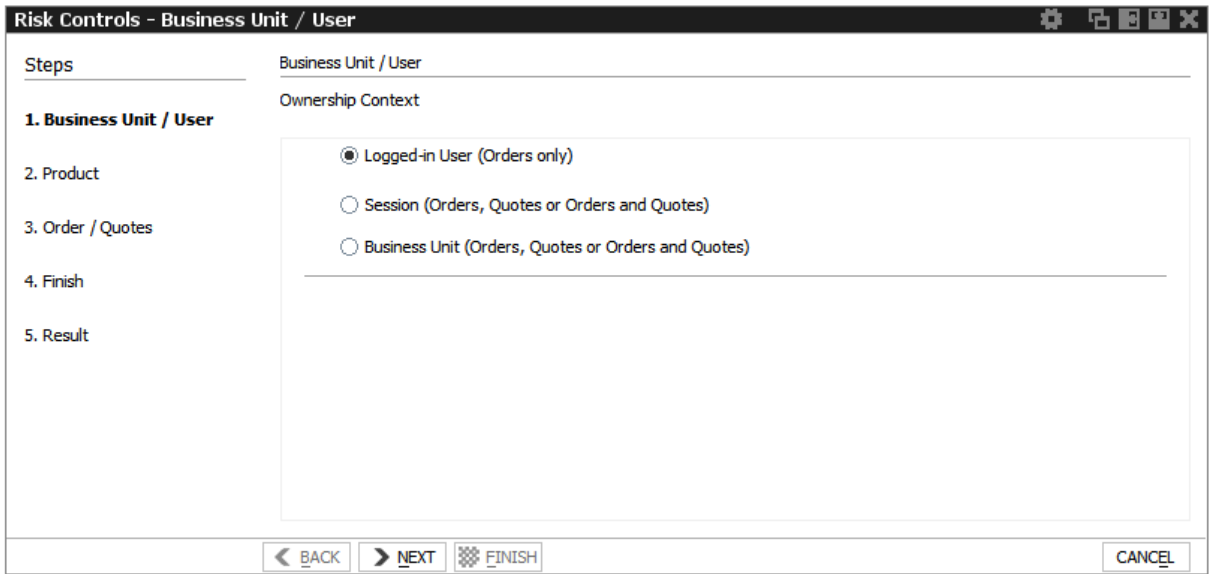 Risk Controls - Business Unit / User
Steps
1. Business Unit / User
2. Product
3. Order / Quotes
4. Finish
5. Result
Business Unit / User
Ownership Context
Logged-in User (Orders only)
Session (Orders, Quotes or Orders and Quotes)
Business Unit (Orders, Quotes or Orders and Quotes)
BACK NEXT FINISH CANCEL